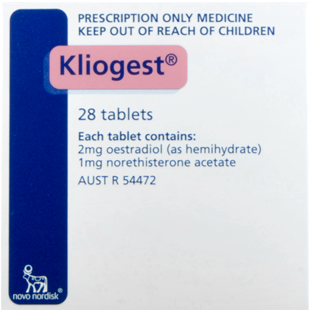 PRESCRIPTION ONLY MEDICINE
KEEP OUT OF REACH OF CHILDREN
Kliogest®
28 tablets
Each tablet contains:
2mg oestradiol (as hemihydrate)
1mg norethisterone acetate
AUST R 54472
novo nordisk®